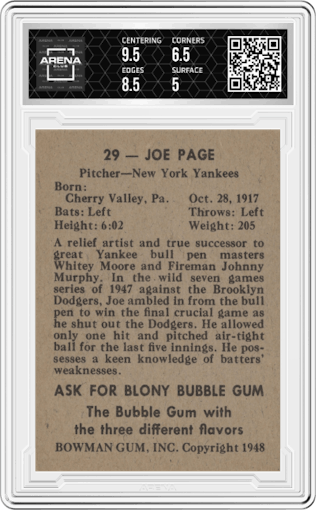 ARENA
CLUB
CENTERING
9.5
CORNERS
6.5
EDGES
8.5
SURFACE
5
29 — JOE PAGE
Pitcher—New York Yankees
Born:
Cherry Valley, Pa. Oct. 28, 1917
Bats: Left Throws: Left
Height: 6:02 Weight: 205
A relief artist and true successor to
great Yankee bull pen masters
Whitey Moore and Fireman Johnny
Murphy. In the wild seven games
series of 1947 against the Brooklyn
Dodgers, Joe ambled in from the bull
pen to win the final crucial game as
he shut out the Dodgers. He allowed
only one hit and pitched air-tight
ball for the last five innings. He pos-
sesses a keen knowledge of batters'
weaknesses.
ASK FOR BLONY BUBBLE GUM
The Bubble Gum with
the three different flavors
BOWMAN GUM, INC. Copyright 1948
ARENA